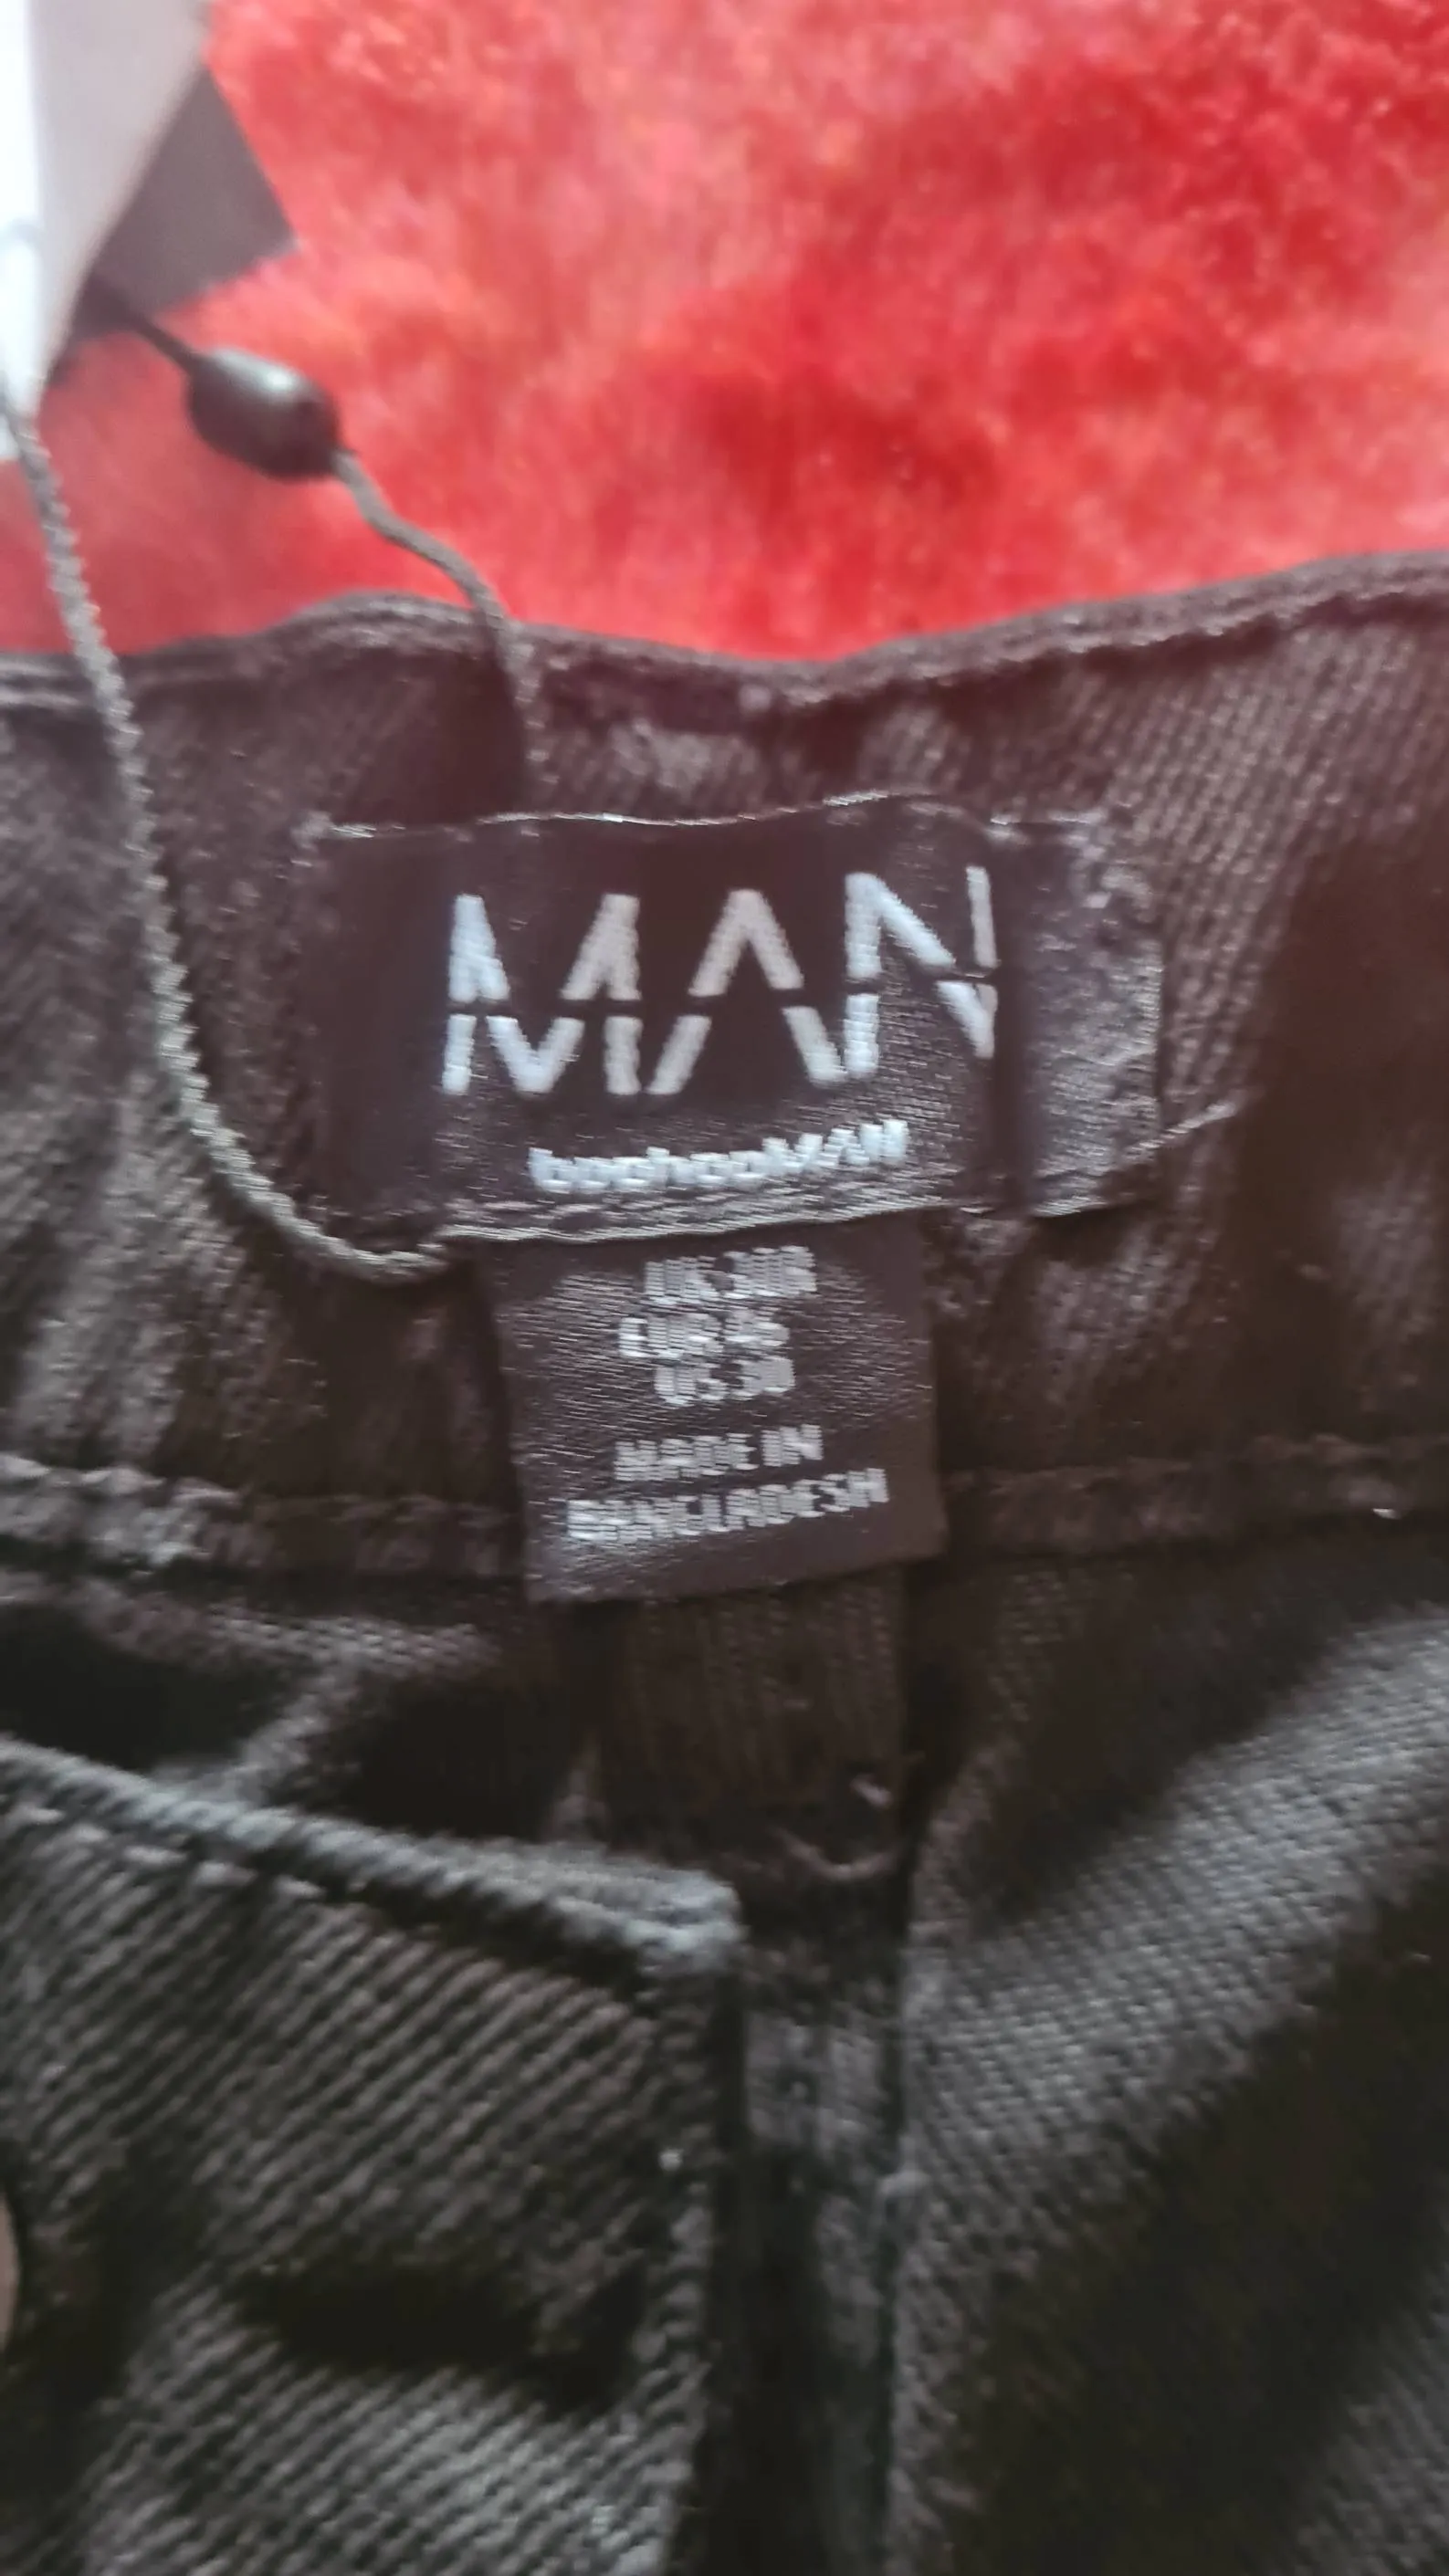 MAN
boohooMAN
UK 30R
EUR 46
US 30
MADE IN
BANGLADESH